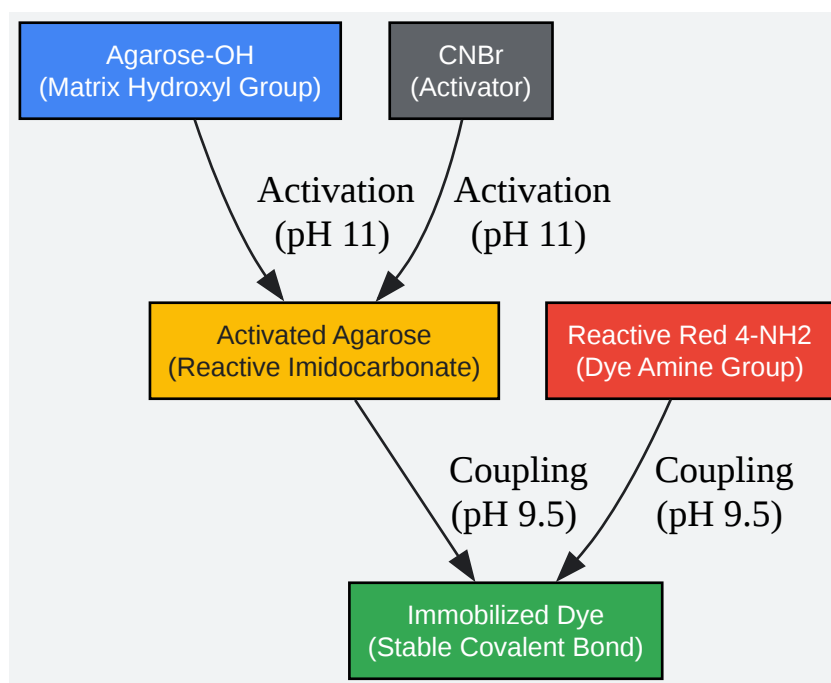 Agarose-OH
(Matrix Hydroxyl Group)
CNBr
(Activator)
Activation
(pH 11)
Activation
(pH 11)
Activated Agarose
(Reactive Imidocarbonate)
Reactive Red 4-NH2
(Dye Amine Group)
Coupling
(pH 9.5)
Coupling
(pH 9.5)
Immobilized Dye
(Stable Covalent Bond)